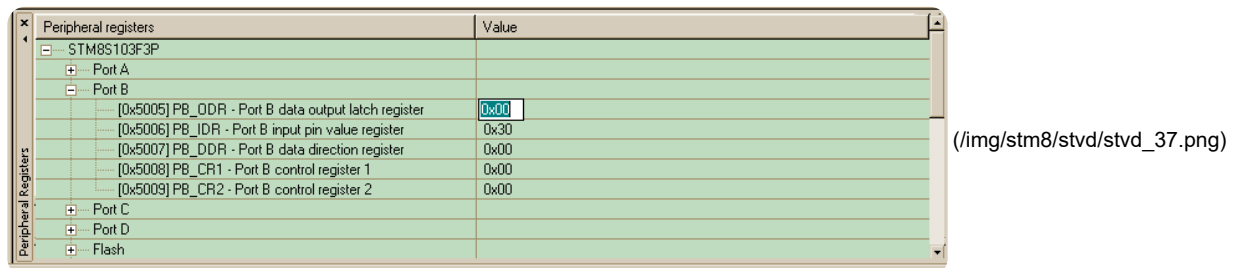 Peripheral registers Value
STM8S103F3P
Port A
Port B
[0x5005] PB_ODR - Port B data output latch register 0x00
[0x5006] PB_IDR - Port B input pin value register 0x30
[0x5007] PB_DDR - Port B data direction register 0x00
[0x5008] PB_CR1 - Port B control register 1 0x00
[0x5009] PB_CR2 - Port B control register 2 0x00
Port C
Port D
Flash
Peripheral Registers
(/img/stm8/stvd/stvd_37.png)